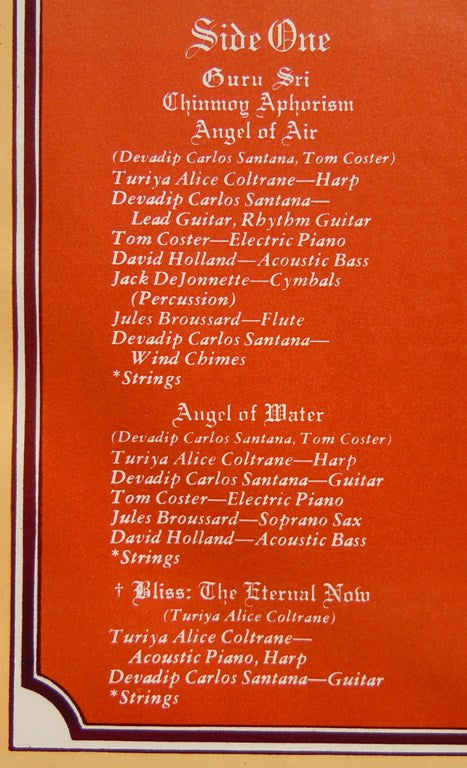 Side One
Guru Sri
Chinmoy Aphorism
Angel of Air
(Devadip Carlos Santana, Tom Coster)
Turiya Alice Coltrane—Harp
Devadip Carlos Santana—
Lead Guitar, Rhythm Guitar
Tom Coster—Electric Piano
David Holland—Acoustic Bass
Jack DeJonnette—Cymbals
(Percussion)
Jules Broussard—Flute
Devadip Carlos Santana—
Wind Chimes
*Strings
Angel of Water
(Devadip Carlos Santana, Tom Coster)
Turiya Alice Coltrane—Harp
Devadip Carlos Santana—Guitar
Tom Coster—Electric Piano
Jules Broussard—Soprano Sax
David Holland—Acoustic Bass
*Strings
† Bliss: The Eternal Now
(Turiya Alice Coltrane)
Turiya Alice Coltrane—
Acoustic Piano, Harp
Devadip Carlos Santana—Guitar
*Strings